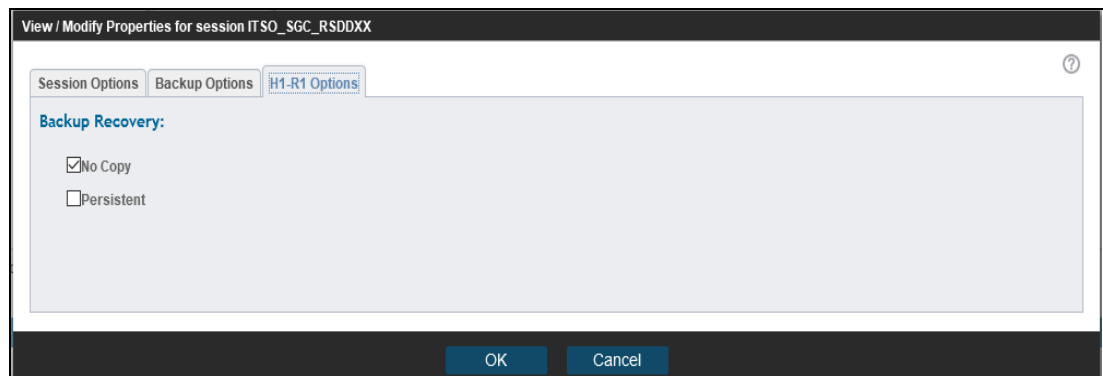 View / Modify Properties for session ITSO_SGC_RSDDXX
?
Session Options Backup Options H1-R1 Options
Backup Recovery:
No Copy
Persistent
OK Cancel